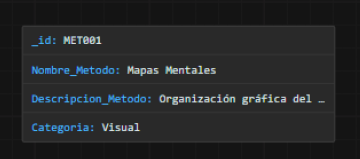 _id: MET001
Nombre_Metodo: Mapas Mentales
Descripcion_Metodo: Organización gráfica del …
Categoria: Visual